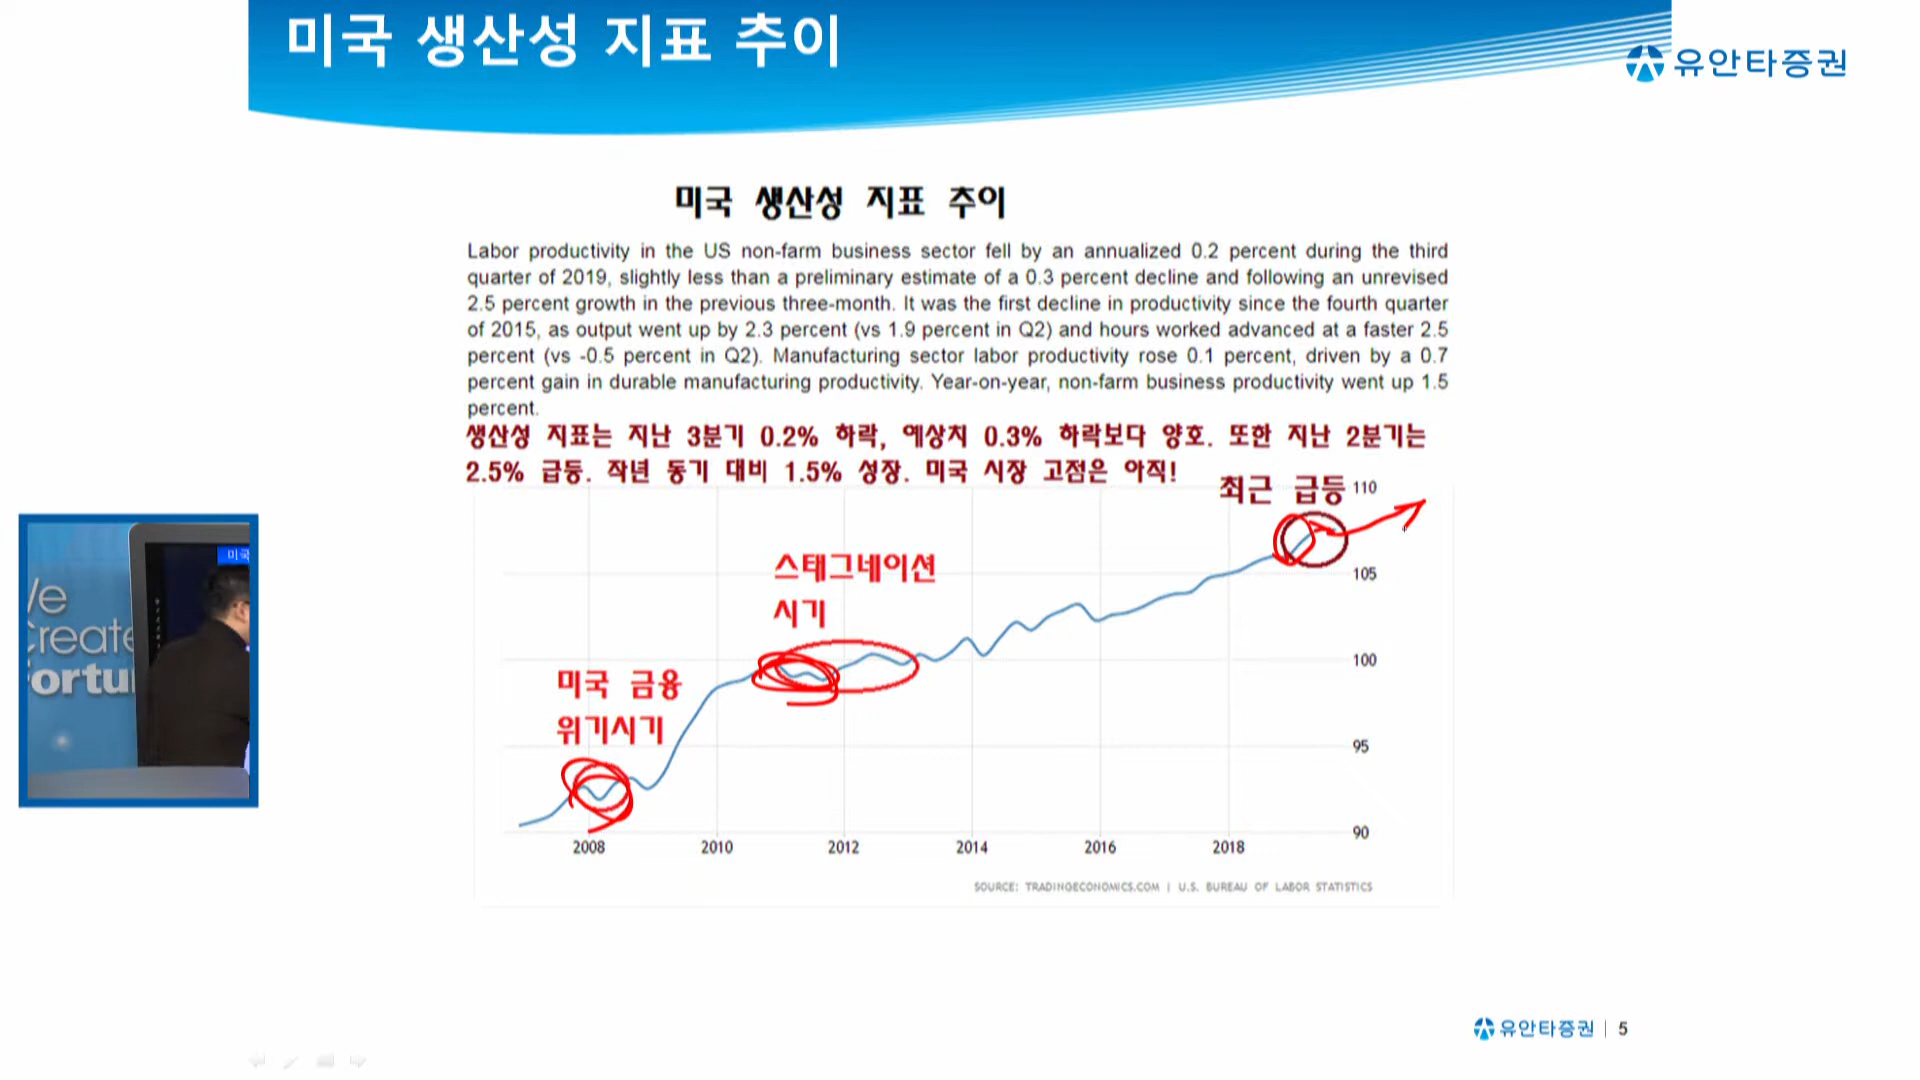 미국 생산성 지표 추이
유안타증권
미국 생산성 지표 추이
Labor productivity in the US non-farm business sector fell by an annualized 0.2 percent during the third
quarter of 2019, slightly less than a preliminary estimate of a 0.3 percent decline and following an unrevised
2.5 percent growth in the previous three-month. It was the first decline in productivity since the fourth quarter
of 2015, as output went up by 2.3 percent (vs 1.9 percent in Q2) and hours worked advanced at a faster 2.5
percent (vs -0.5 percent in Q2). Manufacturing sector labor productivity rose 0.1 percent, driven by a 0.7
percent gain in durable manufacturing productivity. Year-on-year, non-farm business productivity went up 1.5
percent.
생산성 지표는 지난 3분기 0.2% 하락, 예상치 0.3% 하락보다 양호. 또한 지난 2분기는
2.5% 급등. 작년 동기 대비 1.5% 성장. 미국 시장 고점은 아직!
최근 급등
110
105
100
95
90
스태그네이션
시기
미국 금융
위기시기
2008 2010 2012 2014 2016 2018
SOURCE: TRADINGECONOMICS.COM | U.S. BUREAU OF LABOR STATISTICS
미국
유안타증권 | 5